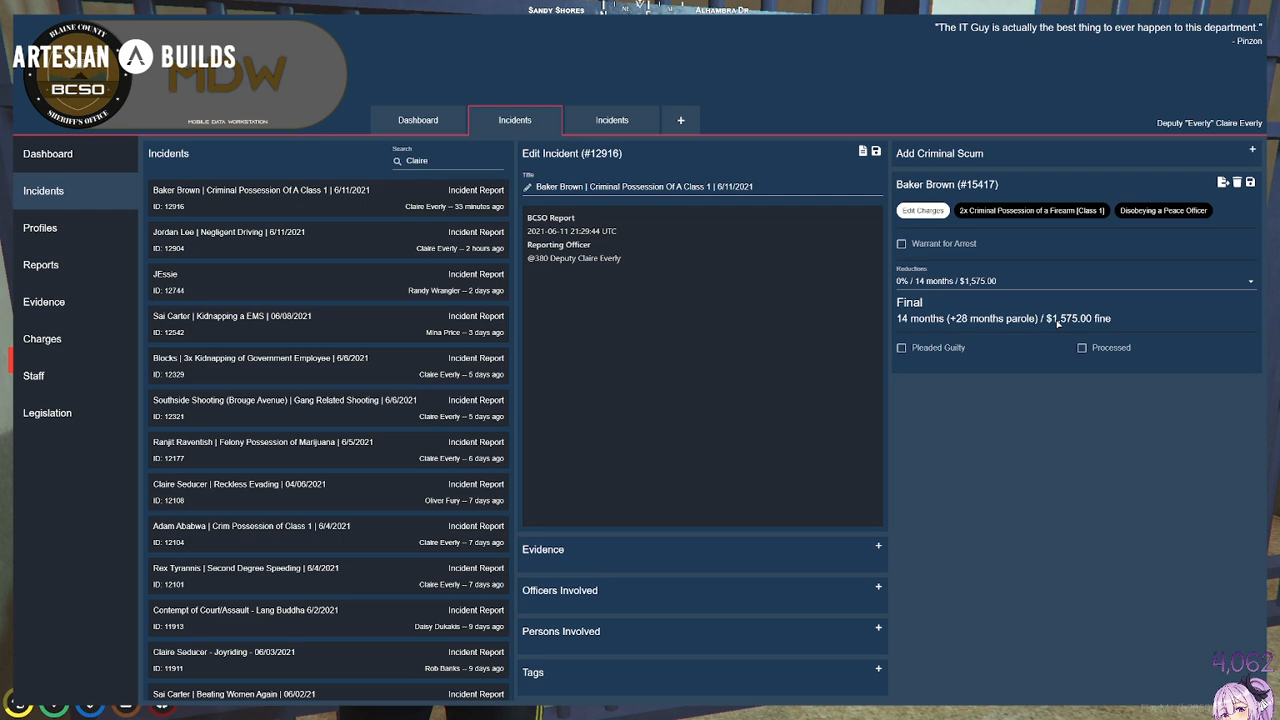 SANDY SHORES
ALHAMBRA DR
"The IT Guy is actually the best thing to ever happen to this department."
- Pinzon
BLAINE COUNTY
ARTESIAN BUILDS
BCSO
MDW
SHERIFF'S OFFICE
MOBILE DATA WORKSTATION
Dashboard
Incidents
Incidents
+
Deputy "Everly" Claire Everly
Dashboard
Incidents
Profiles
Reports
Evidence
Charges
Staff
Legislation
Incidents
Search
Claire
Baker Brown | Criminal Possession Of A Class 1 | 6/11/2021 Incident Report
ID: 12916 Claire Everly -- 33 minutes ago
Jordan Lee | Negligent Driving | 6/11/2021 Incident Report
ID: 12904 Claire Everly -- 2 hours ago
JEssie Incident Report
ID: 12744 Randy Wrangler -- 2 days ago
Sai Carter | Kidnapping a EMS | 06/08/2021 Incident Report
ID: 12542 Mina Price -- 3 days ago
Blocks | 3x Kidnapping of Government Employee | 6/6/2021 Incident Report
ID: 12329 Claire Everly -- 5 days ago
Southside Shooting (Brouge Avenue) | Gang Related Shooting | 6/6/2021 Incident Report
ID: 12321 Claire Everly -- 5 days ago
Ranjit Raventish | Felony Possession of Marijuana | 6/5/2021 Incident Report
ID: 12177 Claire Everly -- 6 days ago
Claire Seducer | Reckless Evading | 04/06/2021 Incident Report
ID: 12108 Oliver Fury -- 7 days ago
Adam Ababwa | Crim Possession of Class 1 | 6/4/2021 Incident Report
ID: 12104 Claire Everly -- 7 days ago
Rex Tyrannis | Second Degree Speeding | 6/4/2021 Incident Report
ID: 12101 Claire Everly -- 7 days ago
Contempt of Court/Assault - Lang Buddha 6/2/2021 Incident Report
ID: 11913 Daisy Dukakis -- 9 days ago
Claire Seducer - Joyriding - 06/03/2021 Incident Report
ID: 11911 Rob Banks -- 9 days ago
Sai Carter | Beating Women Again | 06/02/21 Incident Report
Edit Incident (#12916)
Title
Baker Brown | Criminal Possession Of A Class 1 | 6/11/2021
BCSO Report
2021-06-11 21:29:44 UTC
Reporting Officer
@380 Deputy Claire Everly
Evidence +
Officers Involved +
Persons Involved +
Tags +
Add Criminal Scum +
Baker Brown (#15417)
Edit Charges 2x Criminal Possession of a Firearm [Class 1] Disobeying a Peace Officer
Warrant for Arrest
Reductions
0% / 14 months / $1,575.00
Final
14 months (+28 months parole) / $1,575.00 fine
Pleaded Guilty Processed
4,062